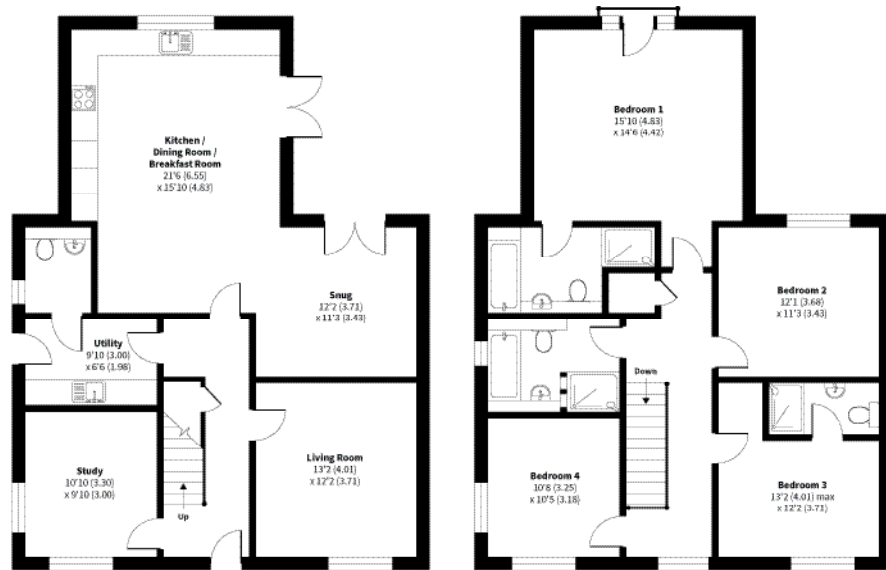 Kitchen /
Dining Room /
Breakfast Room
21'6 (6.55)
x 15'10 (4.83)
Snug
12'2 (3.71)
x 11'3 (3.43)
Utility
9'10 (3.00)
x 6'6 (1.98)
Study
10'10 (3.30)
x 9'10 (3.00)
Up
Living Room
13'2 (4.01)
x 12'2 (3.71)
Bedroom 1
15'10 (4.83)
x 14'6 (4.42)
Bedroom 2
12'1 (3.68)
x 11'3 (3.43)
Down
Bedroom 4
10'8 (3.25)
x 10'5 (3.18)
Bedroom 3
13'2 (4.01) max
x 12'2 (3.71)